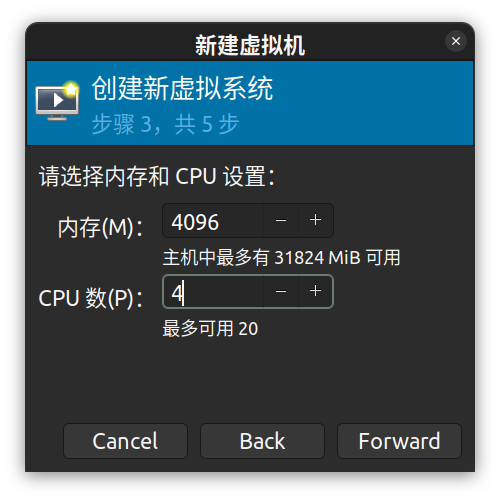 新建虚拟机
创建新虚拟系统
步骤 3，共 5 步
请选择内存和 CPU 设置：
内存(M)： 4096
主机中最多有 31824 MiB 可用
CPU 数(P)： 4
最多可用 20
Cancel Back Forward